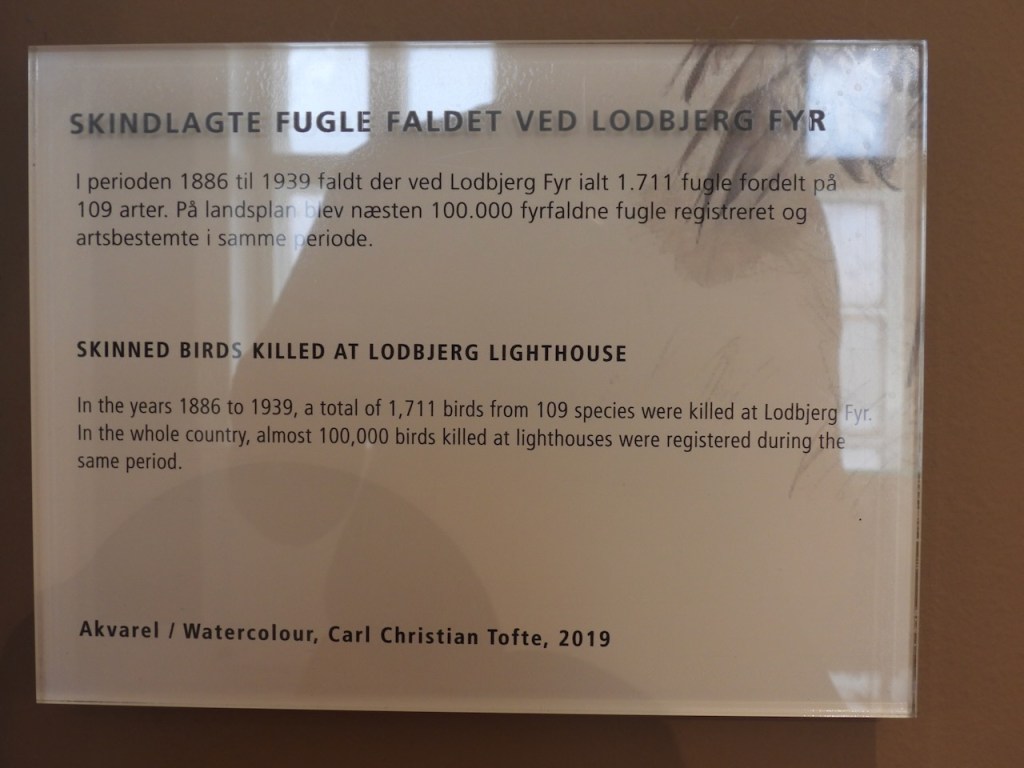 SKINDLAGTE FUGLE FALDET VED LODBJERG FYR
I perioden 1886 til 1939 faldt der ved Lodbjerg Fyr ialt 1.711 fugle fordelt på
109 arter. På landsplan blev næsten 100.000 fyrfaldne fugle registreret og
artsbestemte i samme periode.
SKINNED BIRDS KILLED AT LODBJERG LIGHTHOUSE
In the years 1886 to 1939, a total of 1,711 birds from 109 species were killed at Lodbjerg Fyr.
In the whole country, almost 100,000 birds killed at lighthouses were registered during the
same period.
Akvarel / Watercolour, Carl Christian Tofte, 2019